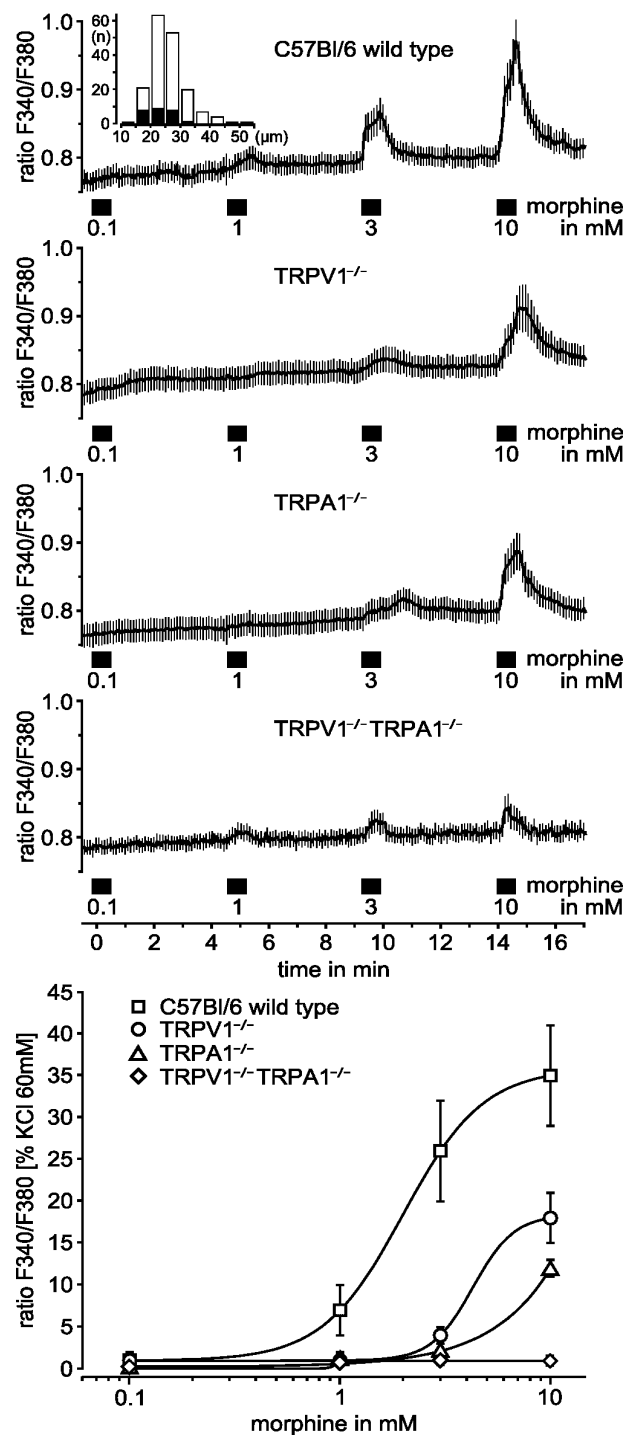 60
(n)
40
20
0
10 20 30 40 50 (µm)
C57Bl/6 wild type
1.0
0.9
0.8
ratio F340/F380
morphine
0.1 1 3 10 in mM
TRPV1⁻/⁻
1.0
0.9
0.8
ratio F340/F380
morphine
0.1 1 3 10 in mM
TRPA1⁻/⁻
1.0
0.9
0.8
ratio F340/F380
morphine
0.1 1 3 10 in mM
TRPV1⁻/⁻TRPA1⁻/⁻
1.0
0.9
0.8
ratio F340/F380
morphine
0.1 1 3 10 in mM
0 2 4 6 8 10 12 14 16
time in min
45
40
35
30
25
20
15
10
5
0
ratio F340/F380 [% KCl 60mM]
C57Bl/6 wild type
TRPV1⁻/⁻
TRPA1⁻/⁻
TRPV1⁻/⁻TRPA1⁻/⁻
0.1 1 10
morphine in mM